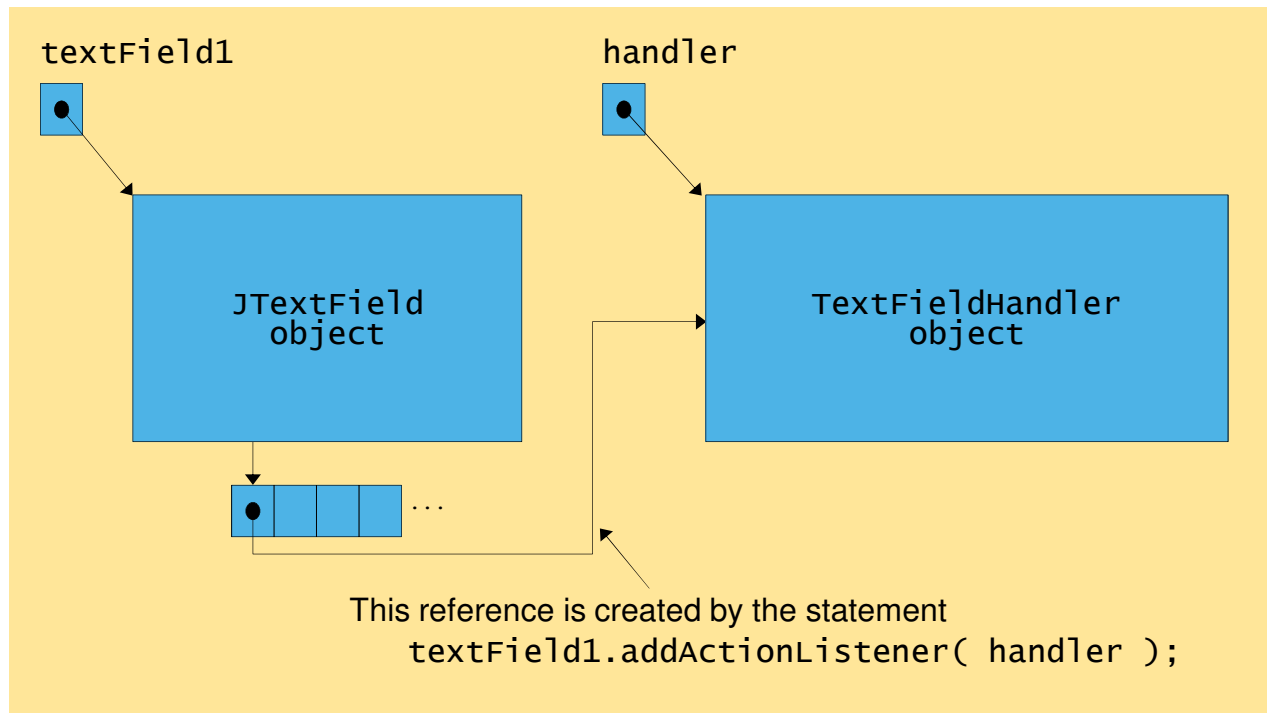 textField1
handler
JTextField
object
TextFieldHandler
object
...
This reference is created by the statement
textField1.addActionListener( handler );